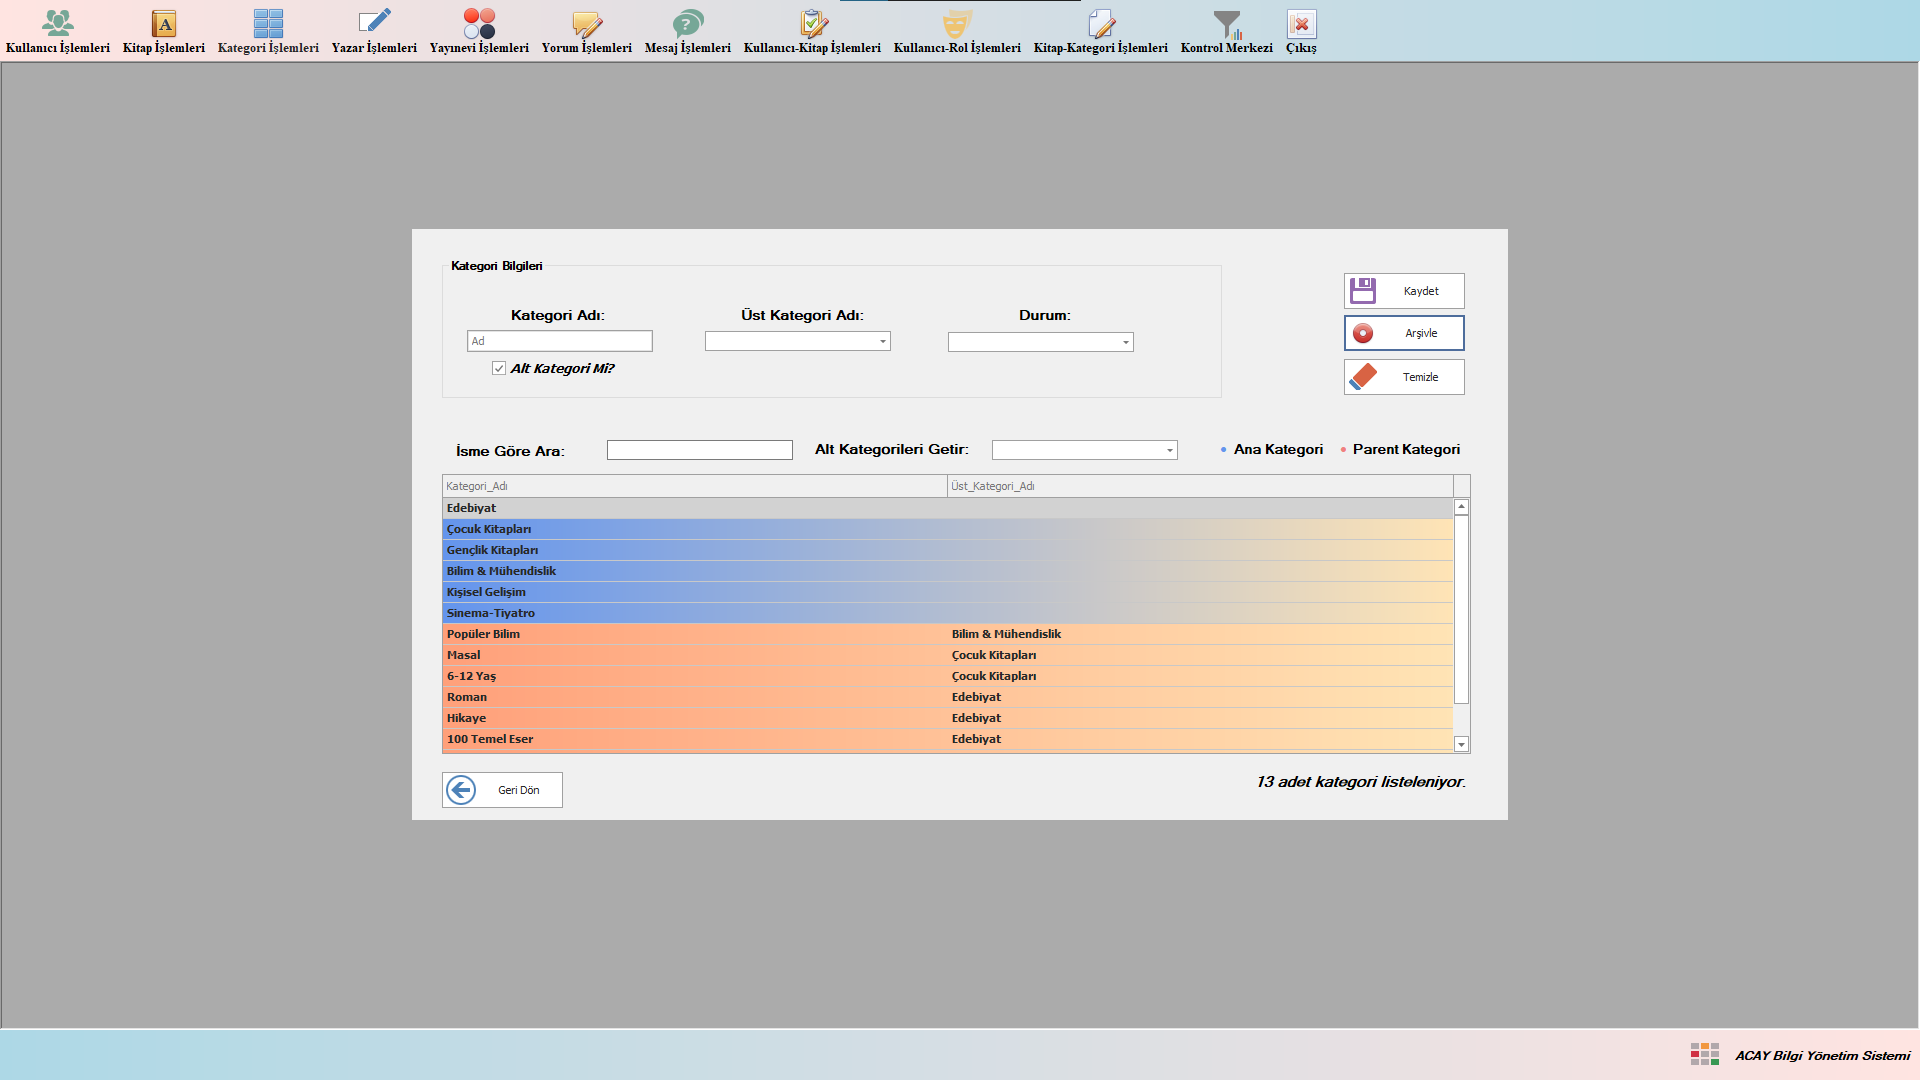 Kullanıcı İşlemleri Kitap İşlemleri Kategori İşlemleri Yazar İşlemleri Yayınevi İşlemleri Yorum İşlemleri Mesaj İşlemleri Kullanıcı-Kitap İşlemleri Kullanıcı-Rol İşlemleri Kitap-Kategori İşlemleri Kontrol Merkezi Çıkış
Kategori Bilgileri
Kategori Adı: Üst Kategori Adı: Durum:
Ad
Alt Kategori Mi?
Kaydet
Arşivle
Temizle
İsme Göre Ara: Alt Kategorileri Getir: Ana Kategori Parent Kategori
Kategori_Adı Üst_Kategori_Adı
Edebiyat
Çocuk Kitapları
Gençlik Kitapları
Bilim & Mühendislik
Kişisel Gelişim
Sinema-Tiyatro
Popüler Bilim Bilim & Mühendislik
Masal Çocuk Kitapları
6-12 Yaş Çocuk Kitapları
Roman Edebiyat
Hikaye Edebiyat
100 Temel Eser Edebiyat
Geri Dön
13 adet kategori listeleniyor.
ACAY Bilgi Yönetim Sistemi